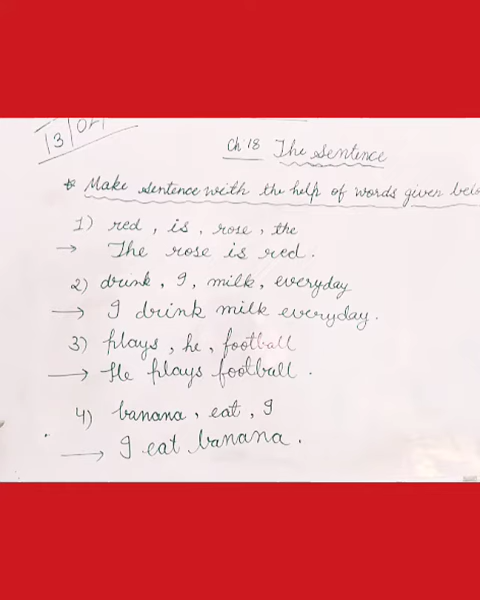 13/04
Ch 18 The Sentence
* Make sentence with the help of words given
1) red, is, rose, the
→ The rose is red.
2) drink, I, milk, everyday
→ I drink milk everyday.
3) plays, he, football
→ He plays football.
4) banana, eat, I
→ I eat banana.